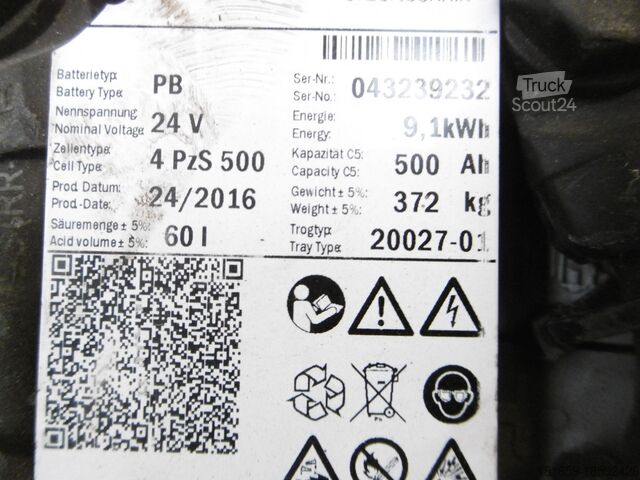 Batterietyp:
Battery Type: PB
Nennspannung
Nominal Voltage 24 V
Zellentype:
Cell Type: 4 PzS 500
Prod. Datum:
Prod.-Date: 24/2016
Säuremenge ± 5%
Acid volume ± 5%: 60 l
Ser-Nr.:
Ser-No.: 043239232
Energie:
Energy: 9,1kWh
Kapazität C5:
Capacity C5: 500 Ah
Gewicht ± 5%:
Weight ± 5%: 372 kg
Trogtyp:
Tray Type: 20027-01
Truck
Scout24